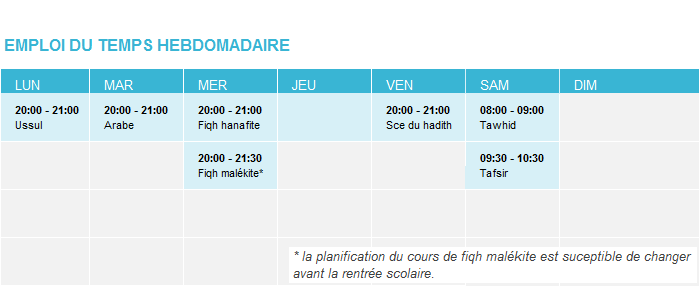 EMPLOI DU TEMPS HEBDOMADAIRE
LUN MAR MER JEU VEN SAM DIM
20:00 - 21:00 20:00 - 21:00 20:00 - 21:00 20:00 - 21:00 08:00 - 09:00
Ussul Arabe Fiqh hanafite Sce du hadith Tawhid
20:00 - 21:30 09:30 - 10:30
Fiqh malékite* Tafsir
* la planification du cours de fiqh malékite est suceptible de changer
avant la rentrée scolaire.